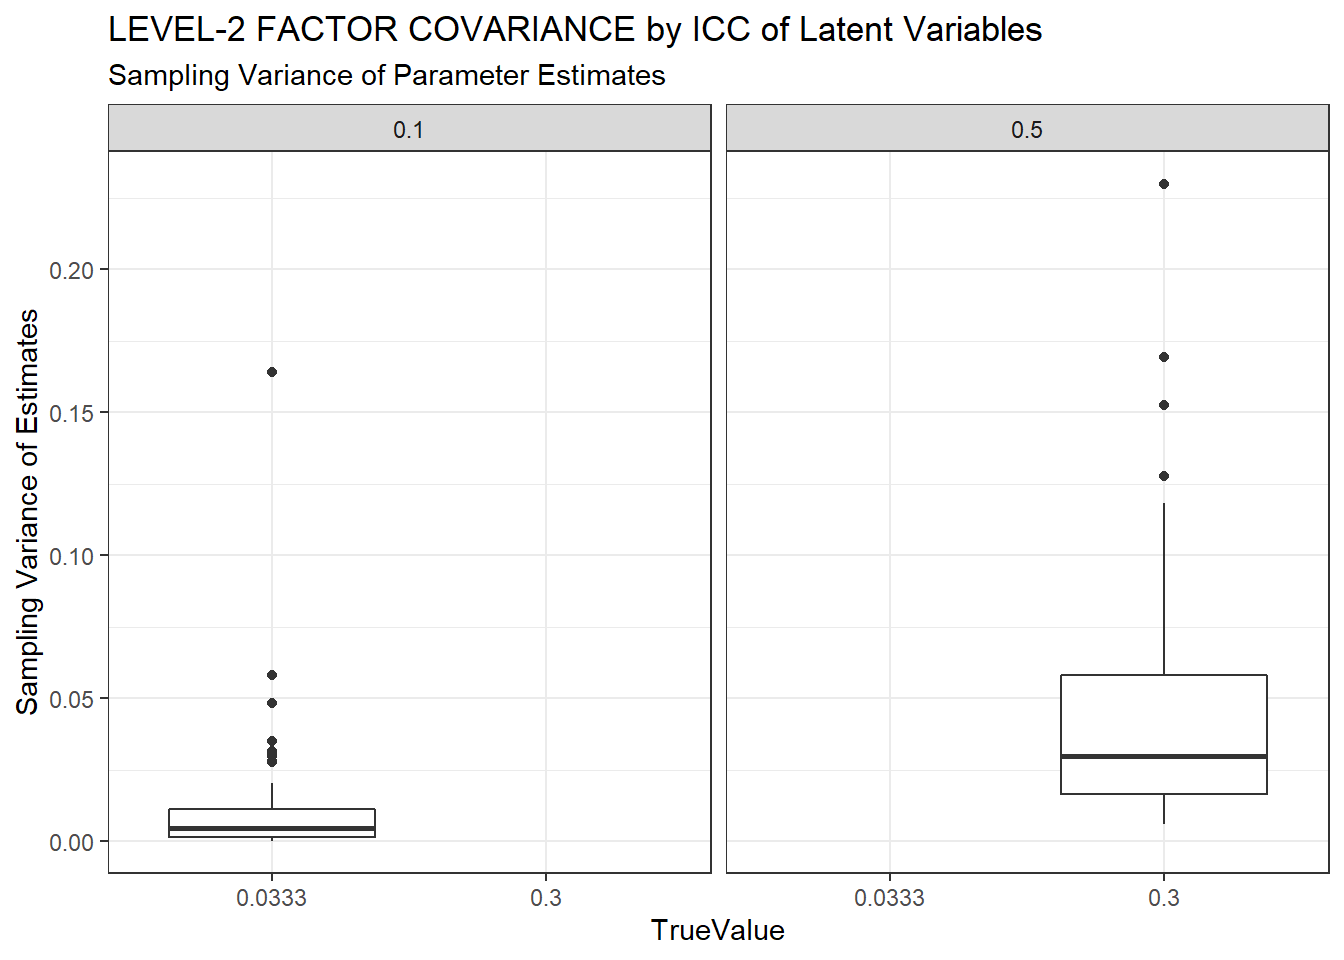 LEVEL-2 FACTOR COVARIANCE by ICC of Latent Variables
Sampling Variance of Parameter Estimates
0.1
0.5
Sampling Variance of Estimates
0.20
0.15
0.10
0.05
0.00
0.0333
0.3
0.0333
0.3
TrueValue